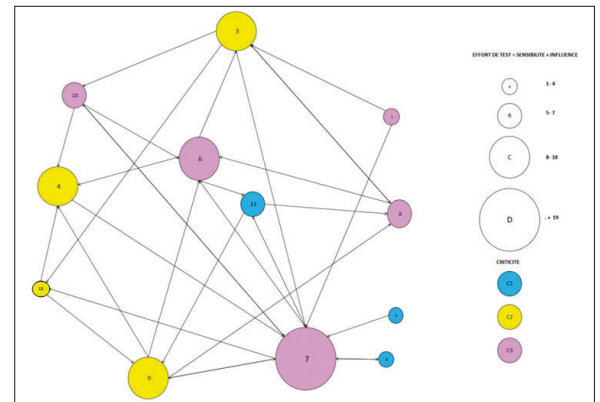 3
EFFORT DE TEST = SENSIBILITE + INFLUENCE
1- 4
10
B
5- 7
6
C
8- 18
4
11
8
D
. + 19
CRITICITE
C1
C2
7
9
C3